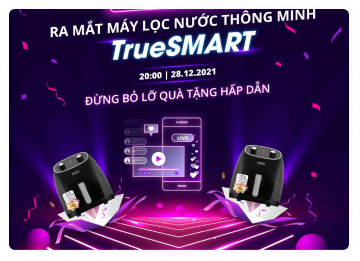 RA MẮT MÁY LỌC NƯỚC THÔNG MINH
TrueSMART
20:00 | 28.12.2021
ĐỪNG BỎ LỠ QUÀ TẶNG HẤP DẪN
LIVE